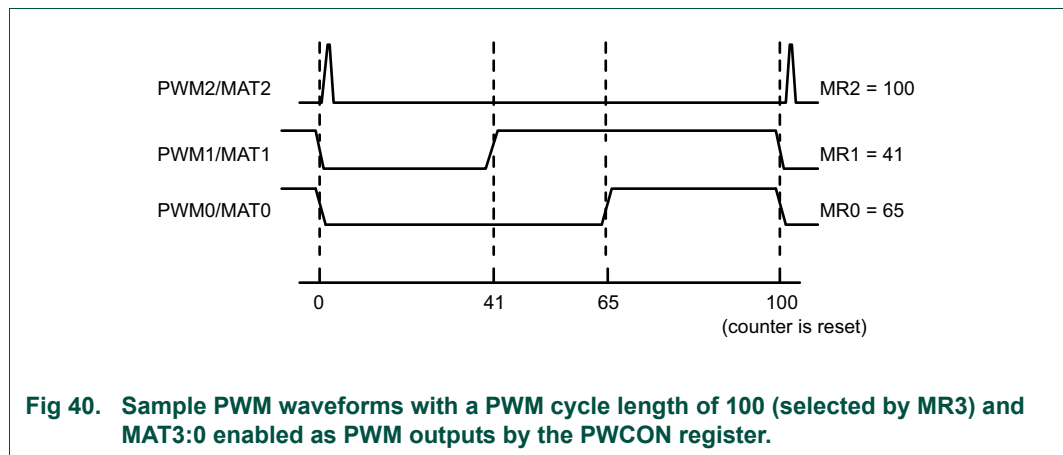 PWM2/MAT2
MR2 = 100
PWM1/MAT1
MR1 = 41
PWM0/MAT0
MR0 = 65
0
41
65
100
(counter is reset)
Fig 40. Sample PWM waveforms with a PWM cycle length of 100 (selected by MR3) and
MAT3:0 enabled as PWM outputs by the PWCON register.